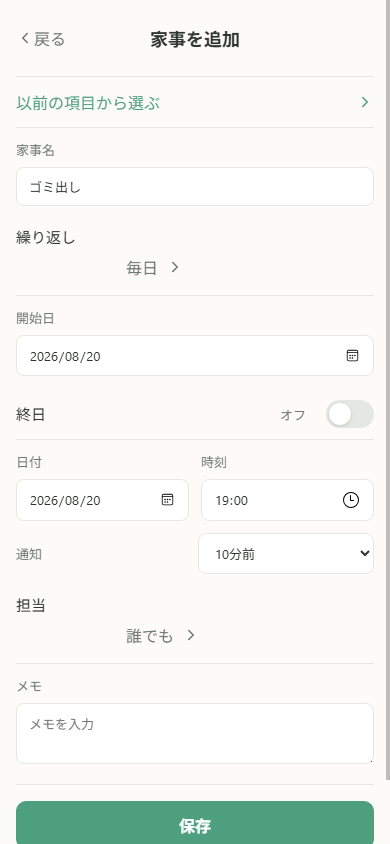 戻る
家事を追加
以前の項目から選ぶ
家事名
ゴミ出し
繰り返し
毎日
開始日
2026/08/20
終日
オフ
日付
時刻
2026/08/20
19:00
通知
10分前
担当
誰でも
メモ
メモを入力
保存